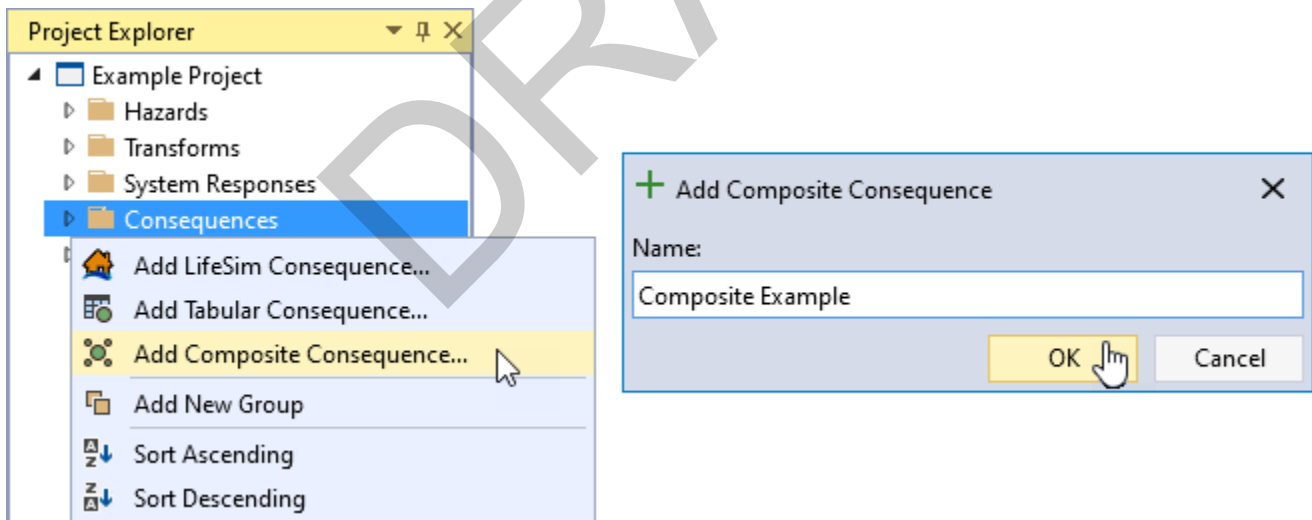 Project Explorer
Example Project
Hazards
Transforms
System Responses
Consequences
Add LifeSim Consequence...
Add Tabular Consequence...
Add Composite Consequence...
Add New Group
Sort Ascending
Sort Descending
Add Composite Consequence
Name:
Composite Example
OK
Cancel